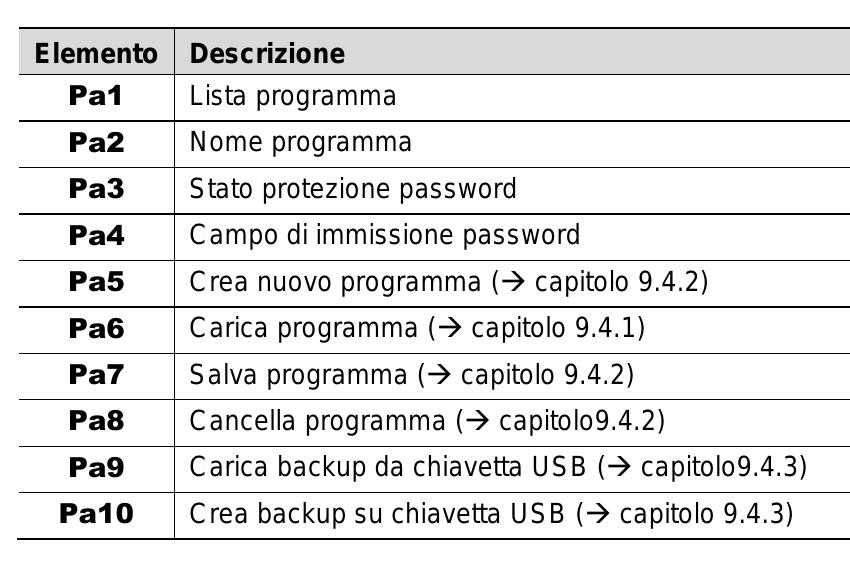 Elemento Descrizione
Pa1 Lista programma
Pa2 Nome programma
Pa3 Stato protezione password
Pa4 Campo di immissione password
Pa5 Crea nuovo programma (→ capitolo 9.4.2)
Pa6 Carica programma (→ capitolo 9.4.1)
Pa7 Salva programma (→ capitolo 9.4.2)
Pa8 Cancella programma (→ capitolo9.4.2)
Pa9 Carica backup da chiavetta USB (→ capitolo9.4.3)
Pa10 Crea backup su chiavetta USB (→ capitolo 9.4.3)